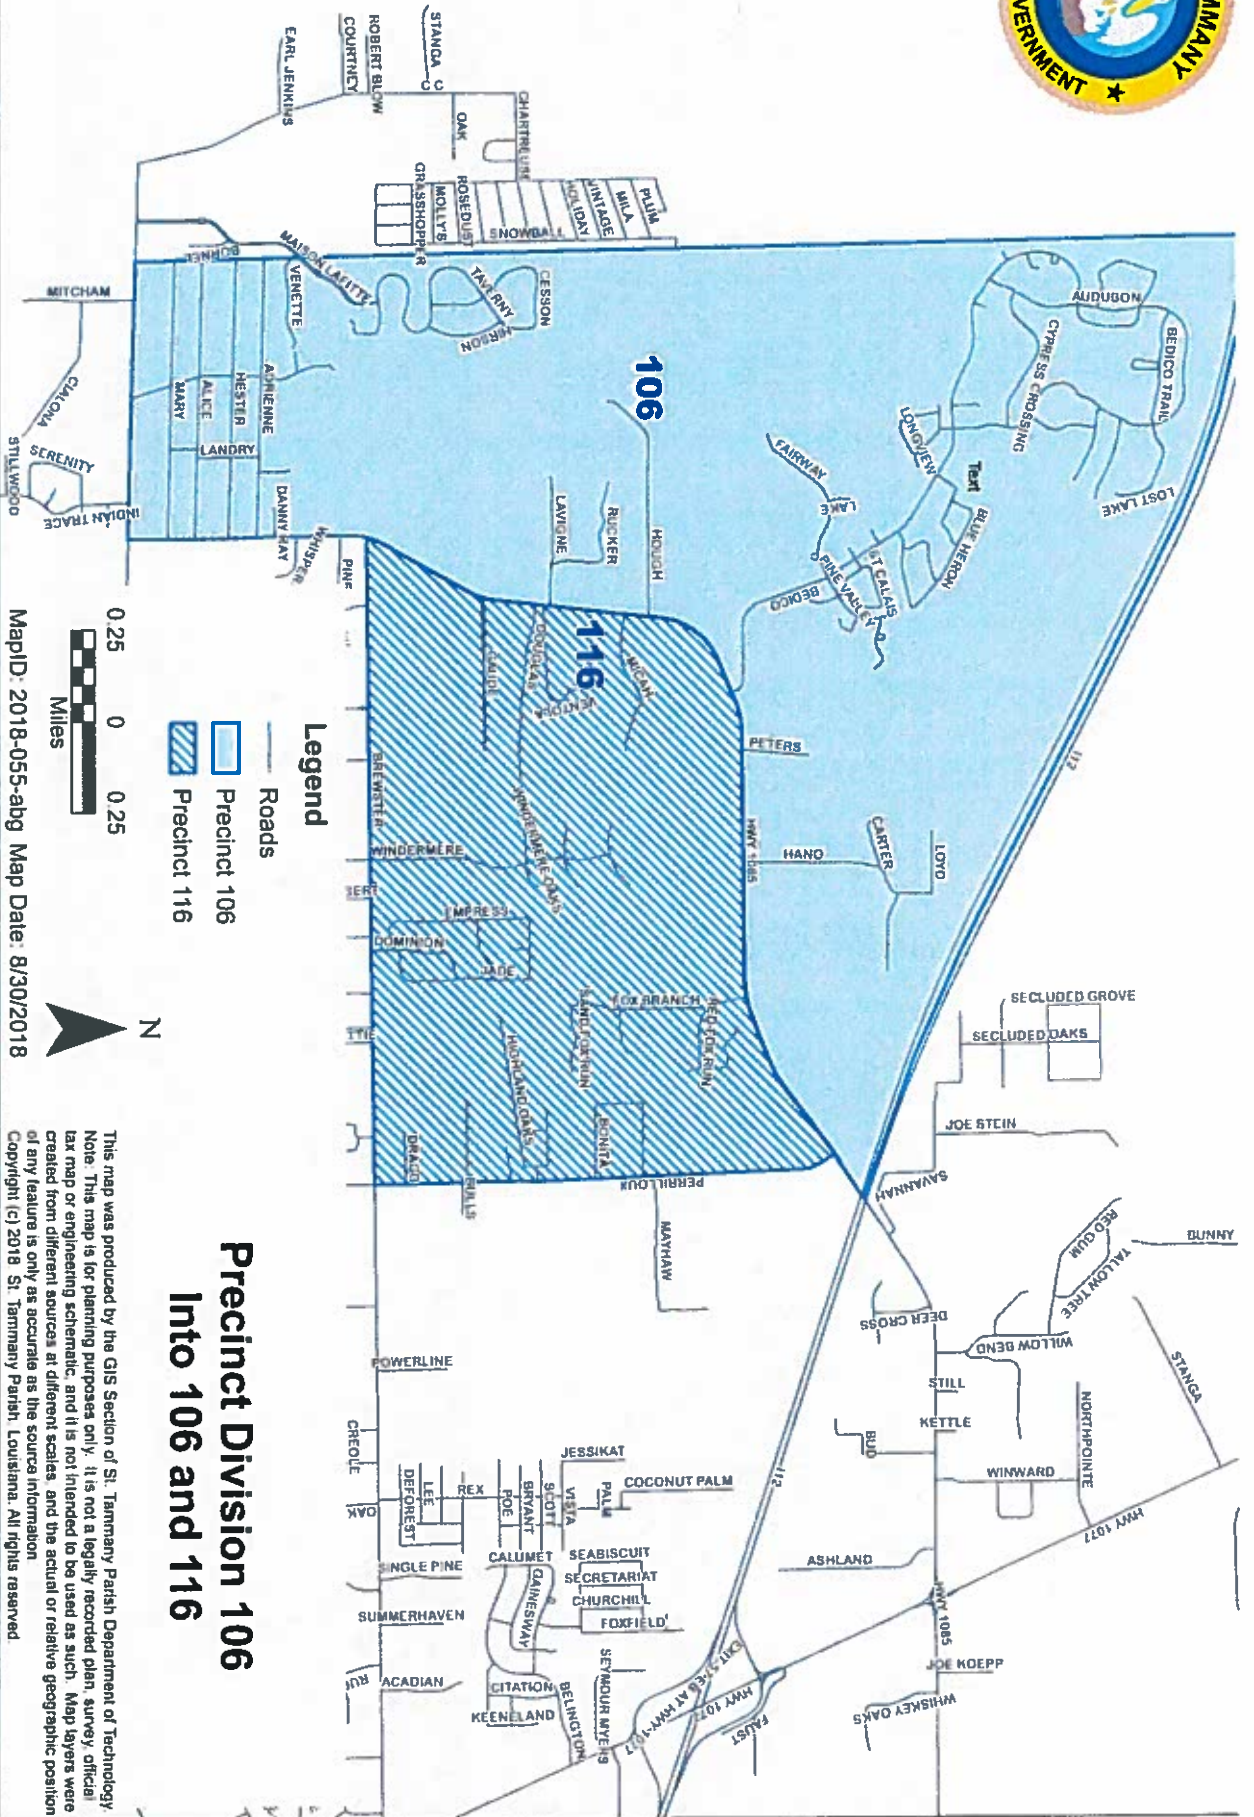 MMANY
VERNMENT ★
STANGA
C C
ROBERT BLOW
COURTNEY
EARL JENKINS
OAK
CHARTREUSE
PLUM
MILA
VINTAGE
HOLIDAY
SNOWBALL
ROSEDUST
MOLLY'S
GRASSHOPPER
MAISON LAFITTE
VENETTE
CESSON
TAVERNY
HERSON
MITCHAM
CIALONA
SERENITY
STILLWOOD
INDIAN TRACE
ADRIENNE
HESTER
ALICE
MARY
LANDRY
DANNY RAY
WHISPER
PINE
106
AUDUBON
BEDICO TRAIL
CYPRESS CROSSING
LOST LAKE
LONGVIEW
Text
BLUE HERON
FAIRWAY
LAKE
ST CALAIS
PINE VALLEY
BEDICO
HOUGH
RUCKER
LAVIGNE
116
MICAH
VENTOUX
DOUGLAS
GAUDE
PETERS
HWY 1085
HANO
CARTER
LOYD
I12
BREWSTER
WINDERMERE
WINDERMERE OAKS
SERE
EMPRESS
DOMINION
JADE
TIE
FOX BRANCH
RED FOX RUN
SAND FOX RUN
HIGHLAND OAKS
BONITA
DRAGO
BULLS
PERRILLOUX
MAYHAW
SECLUDED GROVE
SECLUDED OAKS
JOE STEIN
SAVANNAH
BUNNY
RED GUM
TALLOW TREE
WILLOW BEND
DEER CROSS
STILL
KETTLE
BUD
STANGA
NORTHPOINTE
WINWARD
HWY 1077
ASHLAND
HWY 1085
JOE KOEPP
WHISKEY OAKS
I12
HWY 1077
FAUST
POWERLINE
CREOLE
OAK
DEFOREST
LEE
REX
POE
BRYANT
SCOTT
VISTA
PALM
JESSIKAT
COCONUT PALM
SINGLE PINE
CALUMET
GAINESWAY
SEABISCUIT
SECRETARIAT
CHURCHILL
FOXFIELD
SUMMERHAVEN
ACADIAN
CITATION
KEENELAND
BELINGTON
SEYMOUR MYERS
Legend
Roads
Precinct 106
Precinct 116
0.25 0 0.25
Miles
MapID: 2018-055-abg Map Date: 8/30/2018
N
Precinct Division 106
Into 106 and 116
This map was produced by the GIS Section of St. Tammany Parish Department of Technology.
Note: This map is for planning purposes only. It is not a legally recorded plan, survey, official
tax map or engineering schematic, and it is not intended to be used as such. Map layers were
created from different sources at different scales, and the actual or relative geographic position
of any feature is only as accurate as the source information
Copyright (c) 2018 St. Tammany Parish, Louisiana. All rights reserved.